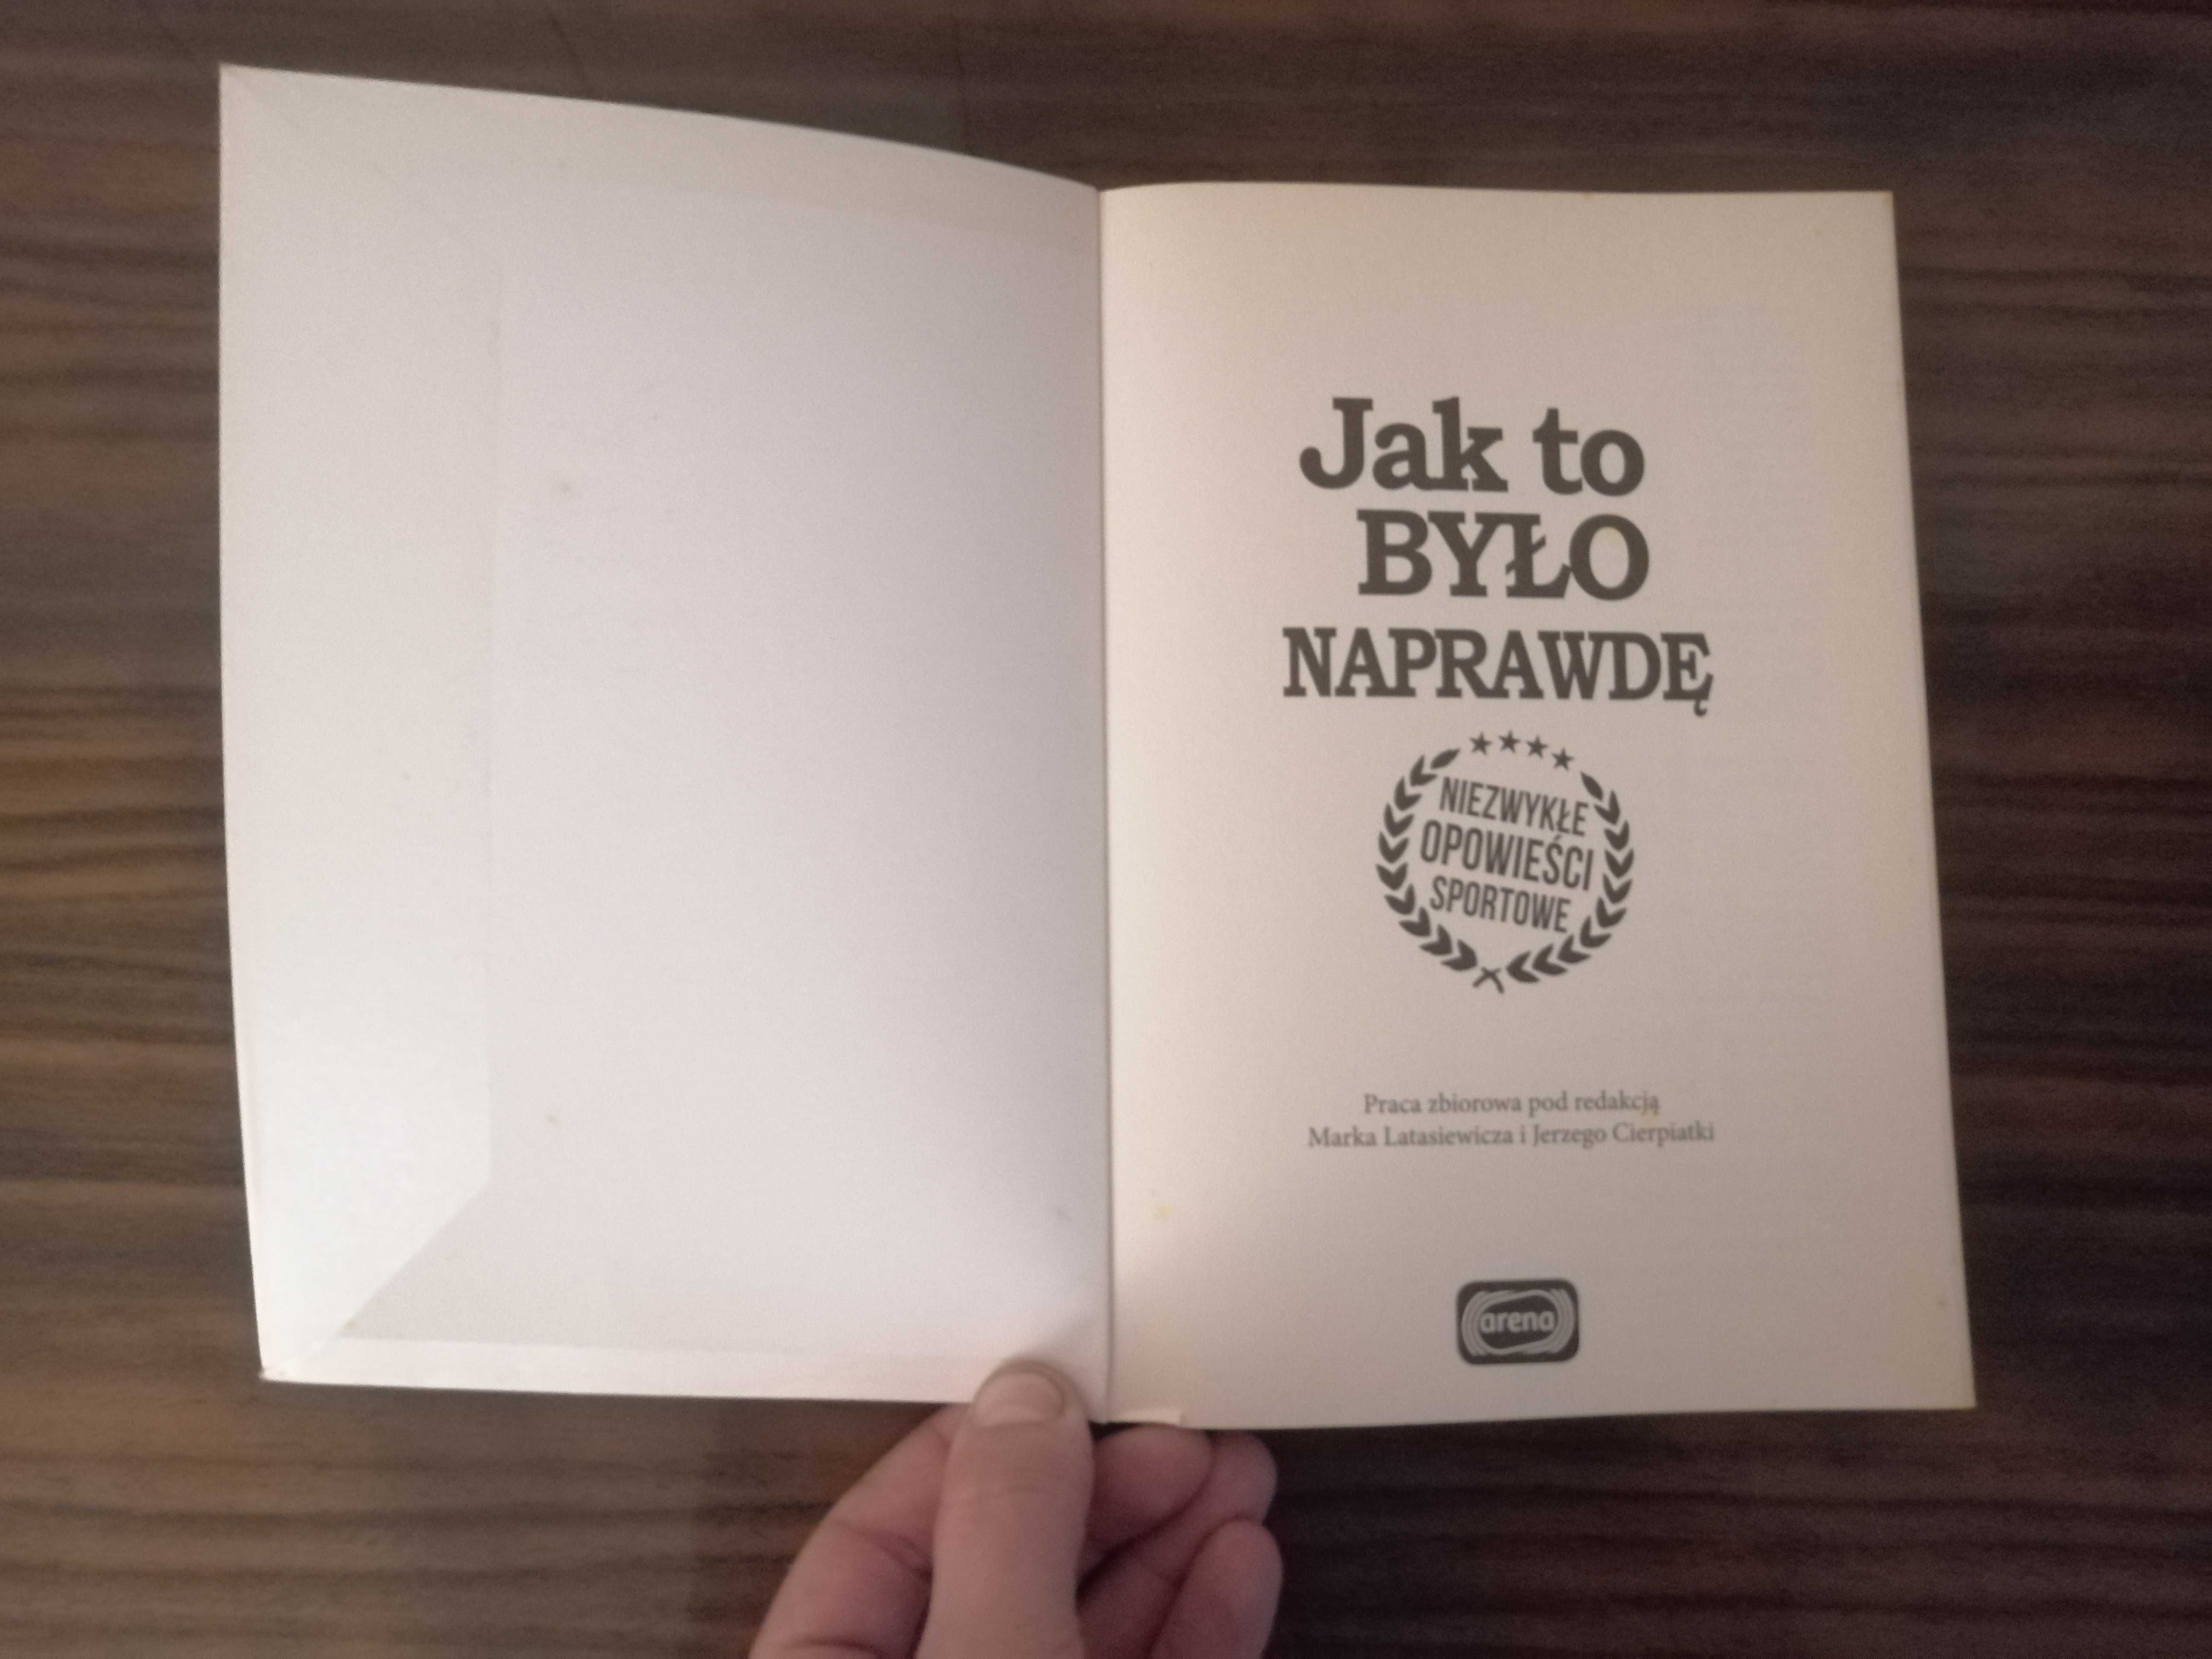 Jak to
BYŁO
NAPRAWDĘ
NIEZWYKŁE
OPOWIEŚCI
SPORTOWE
Praca zbiorowa pod redakcją
Marka Latasiewicza i Jerzego Cierpiatki
arena